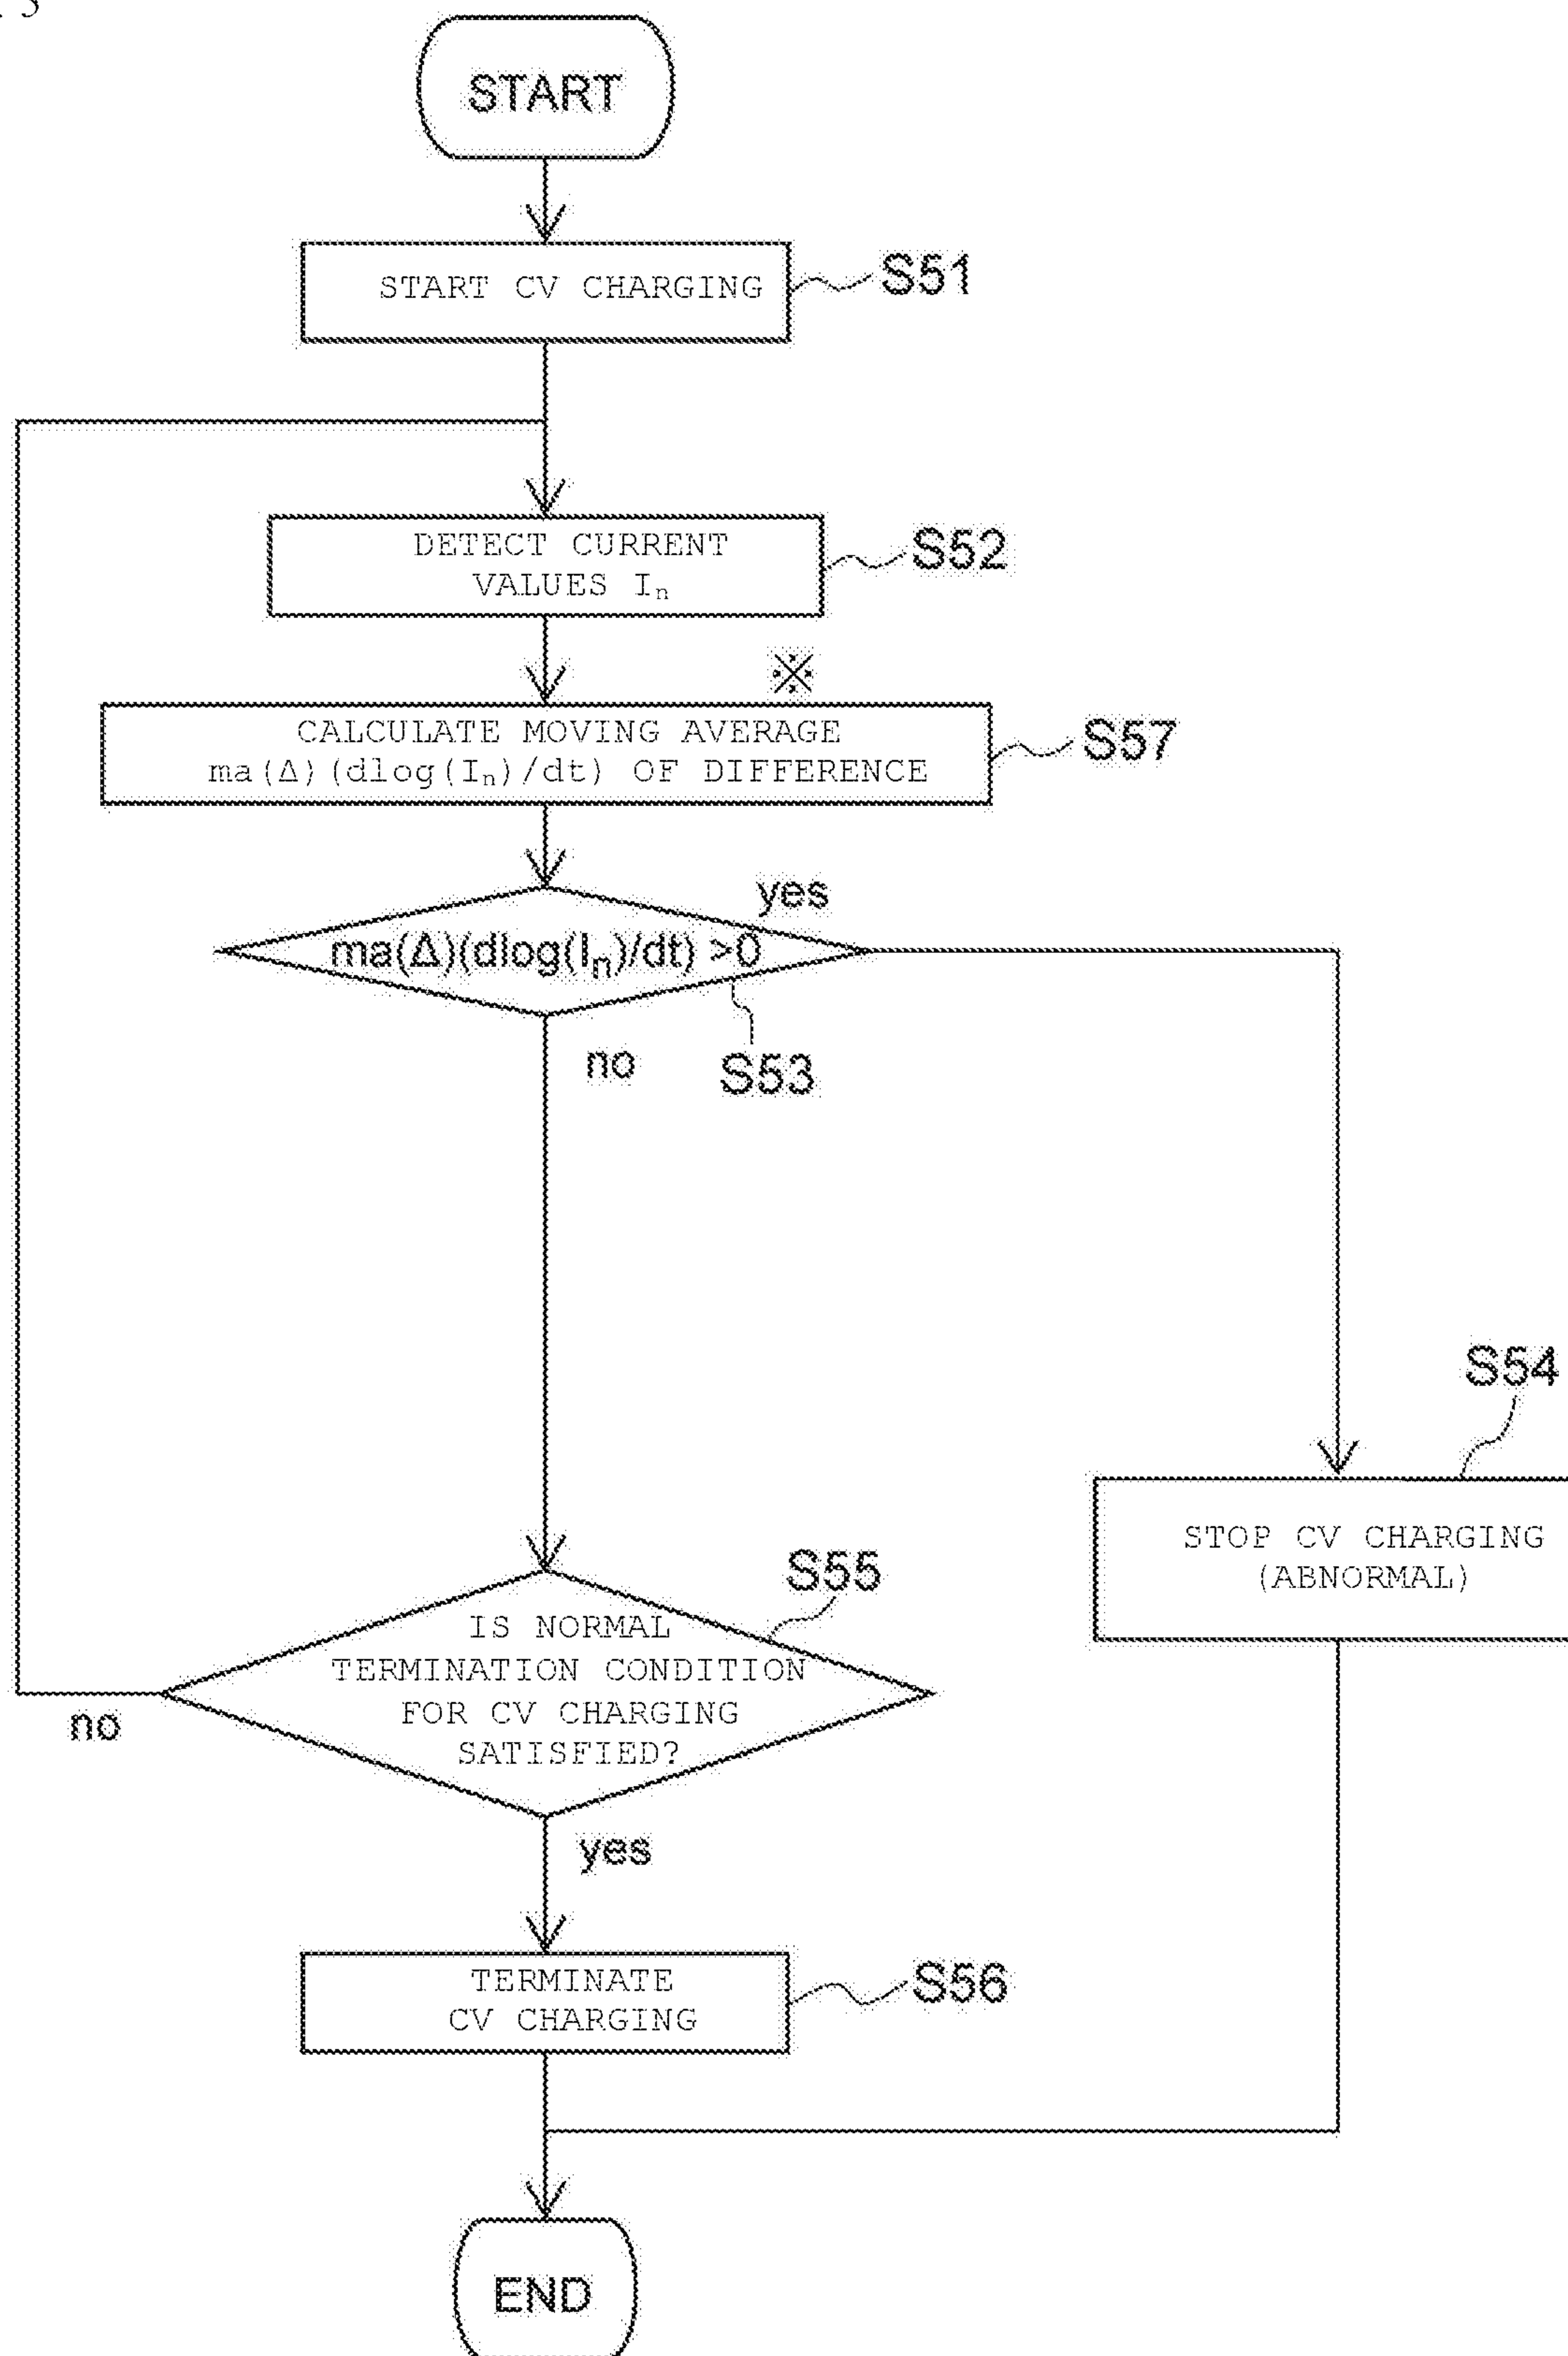 START
START CV CHARGING
S51
DETECT CURRENT
VALUES Iₙ
S52
※
CALCULATE MOVING AVERAGE
ma(Δ)(dlog(Iₙ)/dt) OF DIFFERENCE
S57
yes
ma(Δ)(dlog(Iₙ)/dt) >0
no
S53
S54
STOP CV CHARGING
(ABNORMAL)
S55
IS NORMAL
TERMINATION CONDITION
FOR CV CHARGING
SATISFIED?
no
yes
TERMINATE
CV CHARGING
S56
END